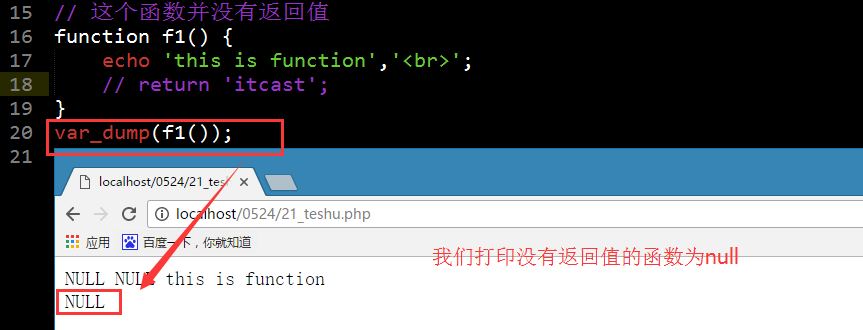 15 // 这个函数并没有返回值
16 function f1() {
17 echo 'this is function','<br>';
18 // return 'itcast';
19 }
20 var_dump(f1());
21
localhost/0524/21_tesh
localhost/0524/21_teshu.php
应用 百度一下，你就知道
我们打印没有返回值的函数为null
NULL NULL this is function
NULL